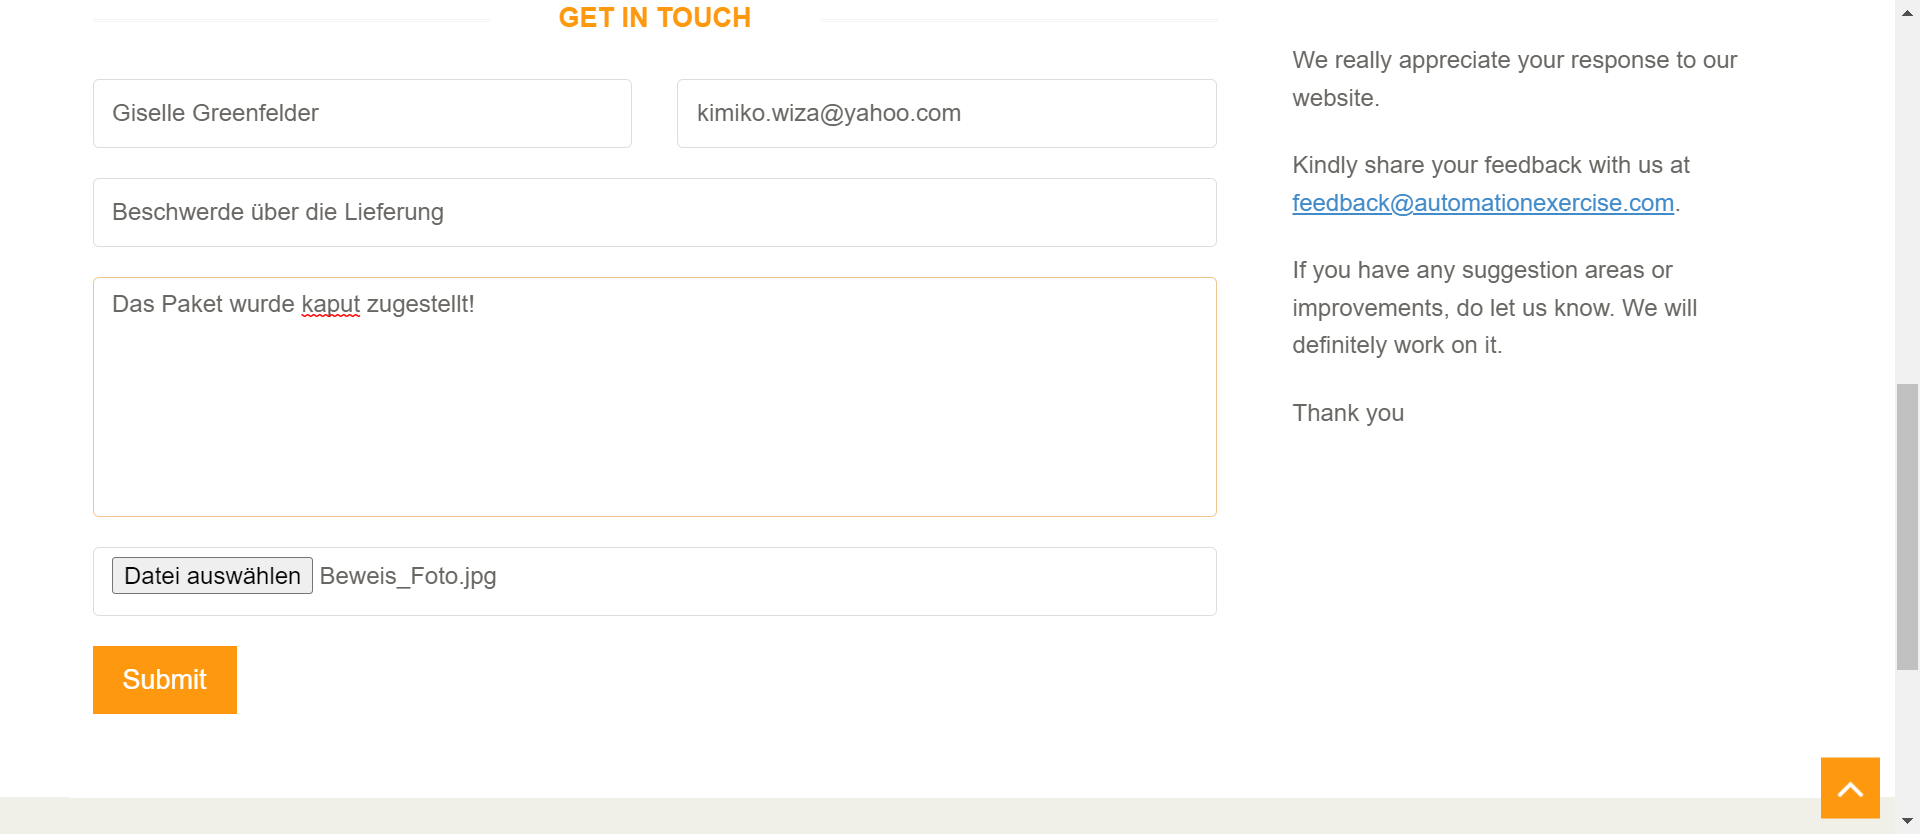 GET IN TOUCH
Giselle Greenfelder
kimiko.wiza@yahoo.com
Beschwerde über die Lieferung
Das Paket wurde kaput zugestellt!
Datei auswählen Beweis_Foto.jpg
Submit
We really appreciate your response to our
website.
Kindly share your feedback with us at
feedback@automationexercise.com.
If you have any suggestion areas or
improvements, do let us know. We will
definitely work on it.
Thank you